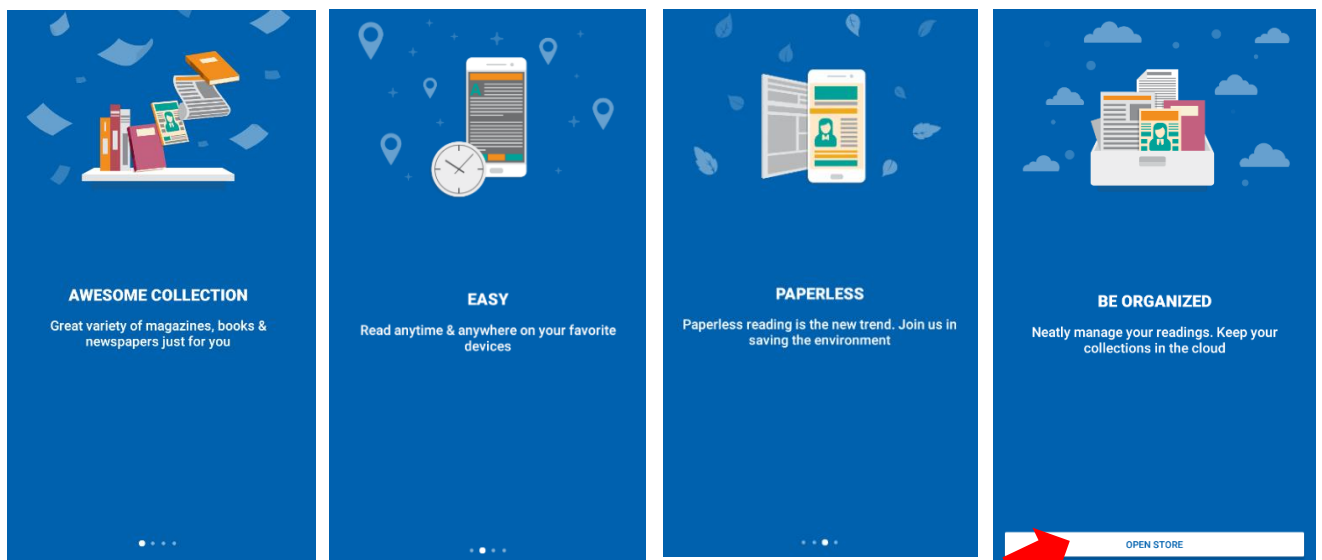 AWESOME COLLECTION
Great variety of magazines, books &
newspapers just for you
EASY
Read anytime & anywhere on your favorite
devices
PAPERLESS
Paperless reading is the new trend. Join us in
saving the environment
BE ORGANIZED
Neatly manage your readings. Keep your
collections in the cloud
OPEN STORE